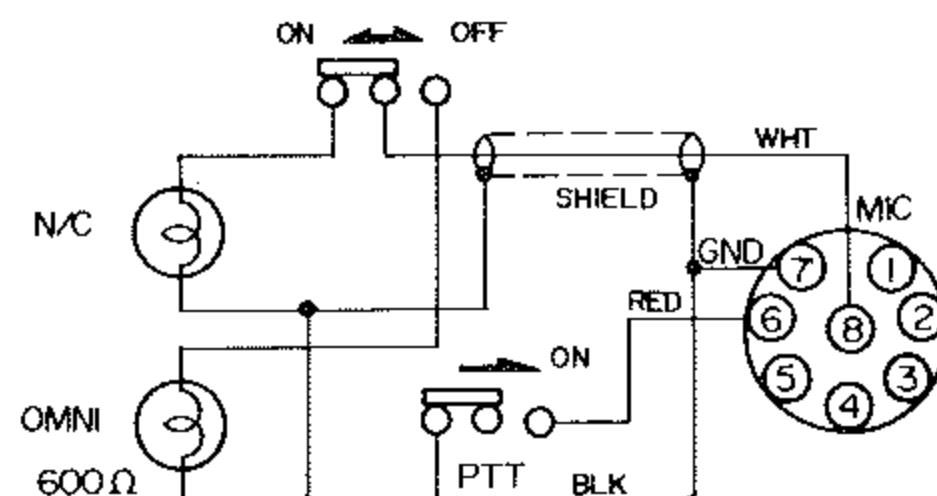 ON OFF
WHT
SHIELD
N/C
MIC
GND
RED
7
1
6
8
2
5
4
3
ON
OMNI
600Ω
PTT
BLK